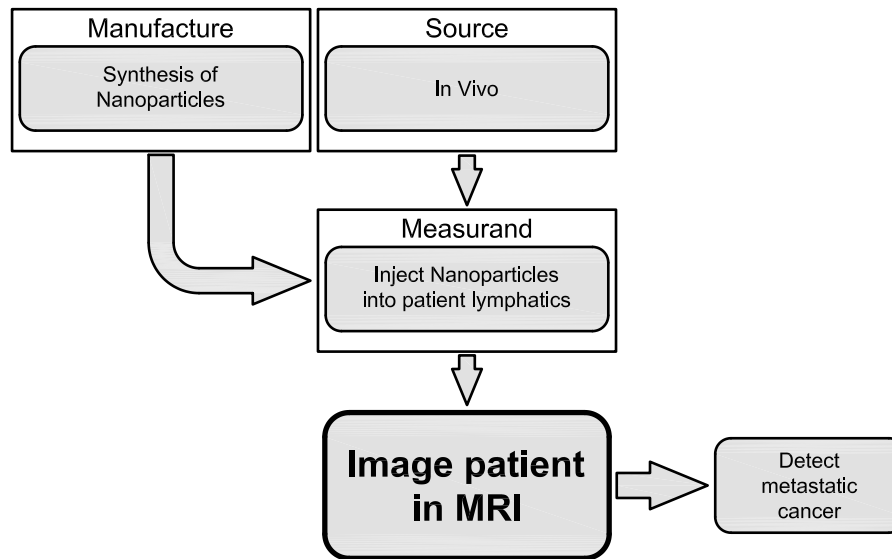 Manufacture
Synthesis of
Nanoparticles
Source
In Vivo
Measurand
Inject Nanoparticles
into patient lymphatics
Image patient
in MRI
Detect
metastatic
cancer